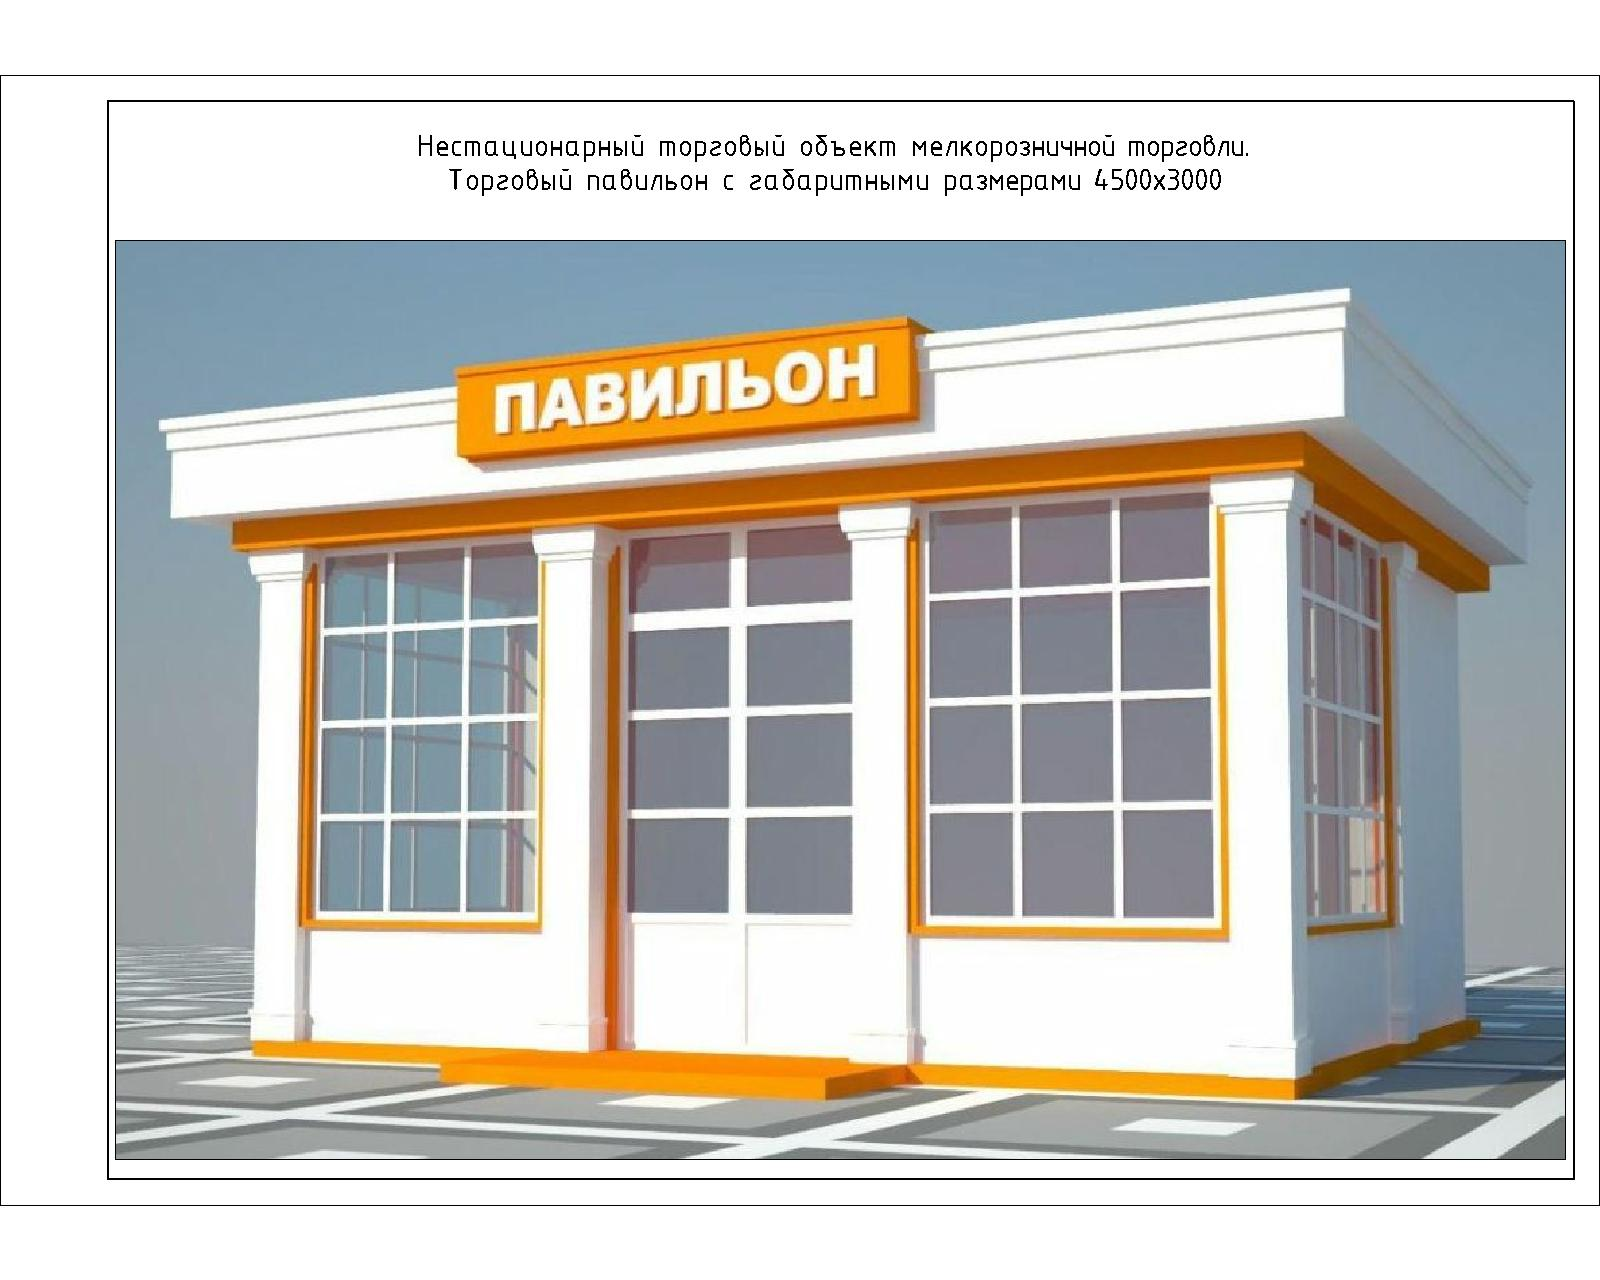 Нестационарный торговый объект мелкорозничной торговли.
Торговый павильон с габаритными размерами 4500х3000
ПАВИЛЬОН